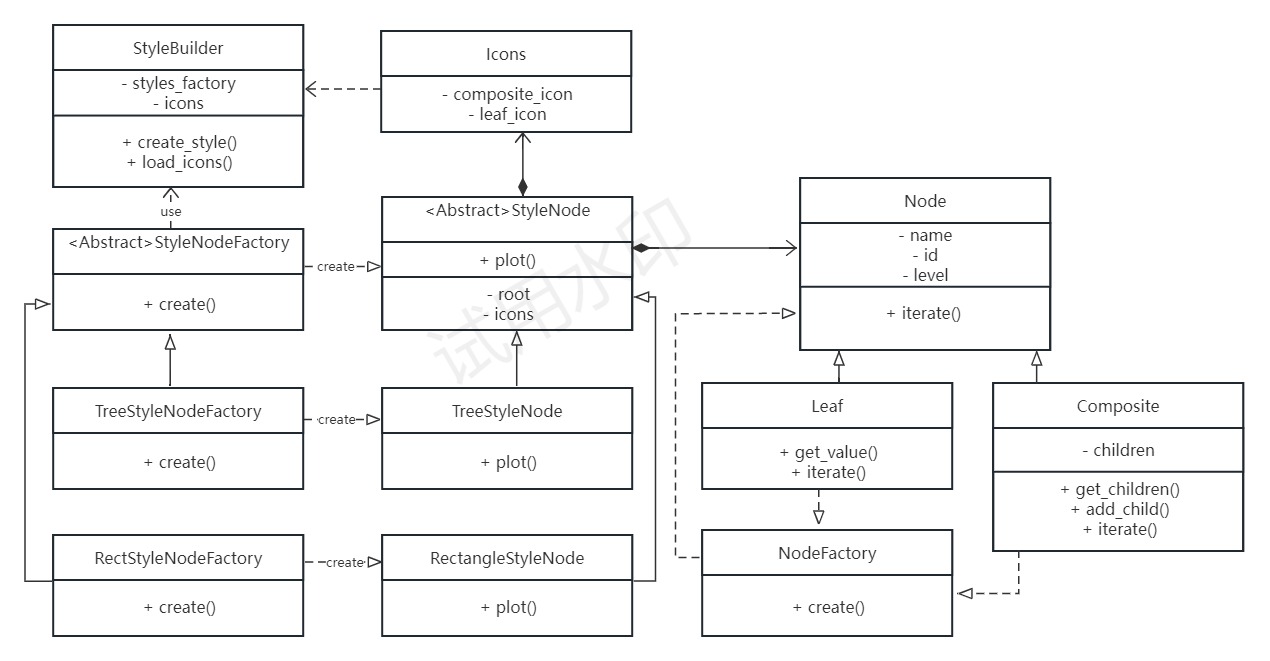 StyleBuilder
- styles_factory
- icons
+ create_style()
+ load_icons()
Icons
- composite_icon
- leaf_icon
use
<Abstract>StyleNodeFactory
+ create()
create
<Abstract>StyleNode
+ plot()
- root
- icons
Node
- name
- id
- level
+ iterate()
TreeStyleNodeFactory
+ create()
create
TreeStyleNode
+ plot()
Leaf
+ get_value()
+ iterate()
Composite
- children
+ get_children()
+ add_child()
+ iterate()
RectStyleNodeFactory
+ create()
create
RectangleStyleNode
+ plot()
NodeFactory
+ create()
试用水印